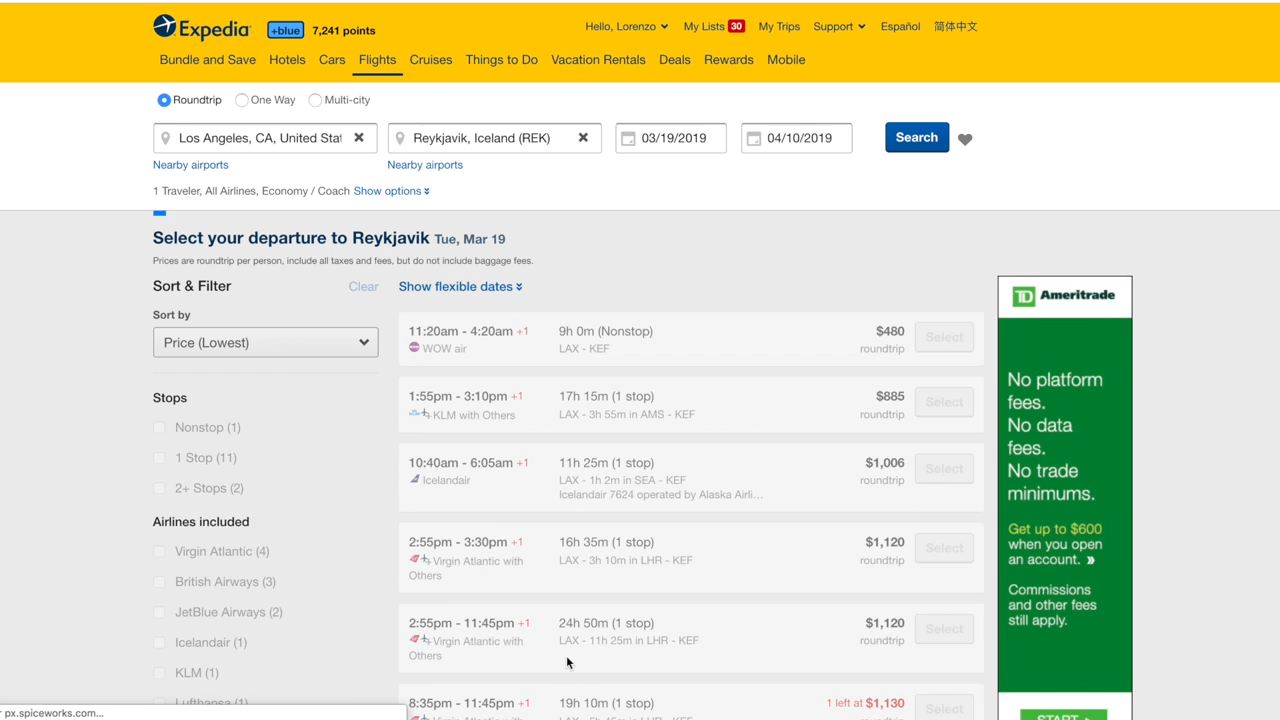 Expedia +blue 7,241 points Hello, Lorenzo My Lists 30 My Trips Support Español 简体中文
Bundle and Save Hotels Cars Flights Cruises Things to Do Vacation Rentals Deals Rewards Mobile
Roundtrip One Way Multi-city
Los Angeles, CA, United Stat Reykjavik, Iceland (REK) 03/19/2019 04/10/2019 Search
Nearby airports Nearby airports
1 Traveler, All Airlines, Economy / Coach Show options
Select your departure to Reykjavik Tue, Mar 19
Prices are roundtrip per person, include all taxes and fees, but do not include baggage fees.
Sort & Filter Clear
Sort by
Price (Lowest)
Stops
Nonstop (1)
1 Stop (11)
2+ Stops (2)
Airlines included
Virgin Atlantic (4)
British Airways (3)
JetBlue Airways (2)
Icelandair (1)
KLM (1)
Lufthansa (1)
px.spiceworks.com...
Show flexible dates
11:20am - 4:20am +1 9h 0m (Nonstop) $480 Select
WOW air LAX - KEF roundtrip
1:55pm - 3:10pm +1 17h 15m (1 stop) $885 Select
KLM with Others LAX - 3h 55m in AMS - KEF roundtrip
10:40am - 6:05am +1 11h 25m (1 stop) $1,006 Select
Icelandair LAX - 1h 2m in SEA - KEF roundtrip
Icelandair 7624 operated by Alaska Airli...
2:55pm - 3:30pm +1 16h 35m (1 stop) $1,120 Select
Virgin Atlantic with LAX - 3h 10m in LHR - KEF roundtrip
Others
2:55pm - 11:45pm +1 24h 50m (1 stop) $1,120 Select
Virgin Atlantic with LAX - 11h 25m in LHR - KEF roundtrip
Others
8:35pm - 11:45pm +1 19h 10m (1 stop) 1 left at $1,130 Select
TD Ameritrade
No platform
fees.
No data
fees.
No trade
minimums.
Get up to $600
when you open
an account. »
Commissions
and other fees
still apply.
START